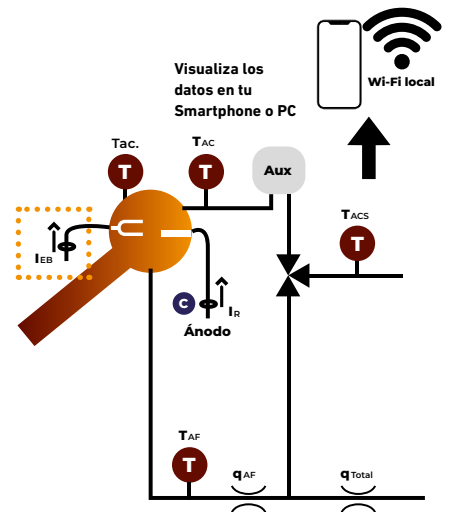 Visualiza los
datos en tu
Smartphone o PC
Wi-Fi local
Tac.
TAC
T
T
Aux
TACS
T
IEB
C
IR
Ánodo
TAF
T
qAF
qTotal